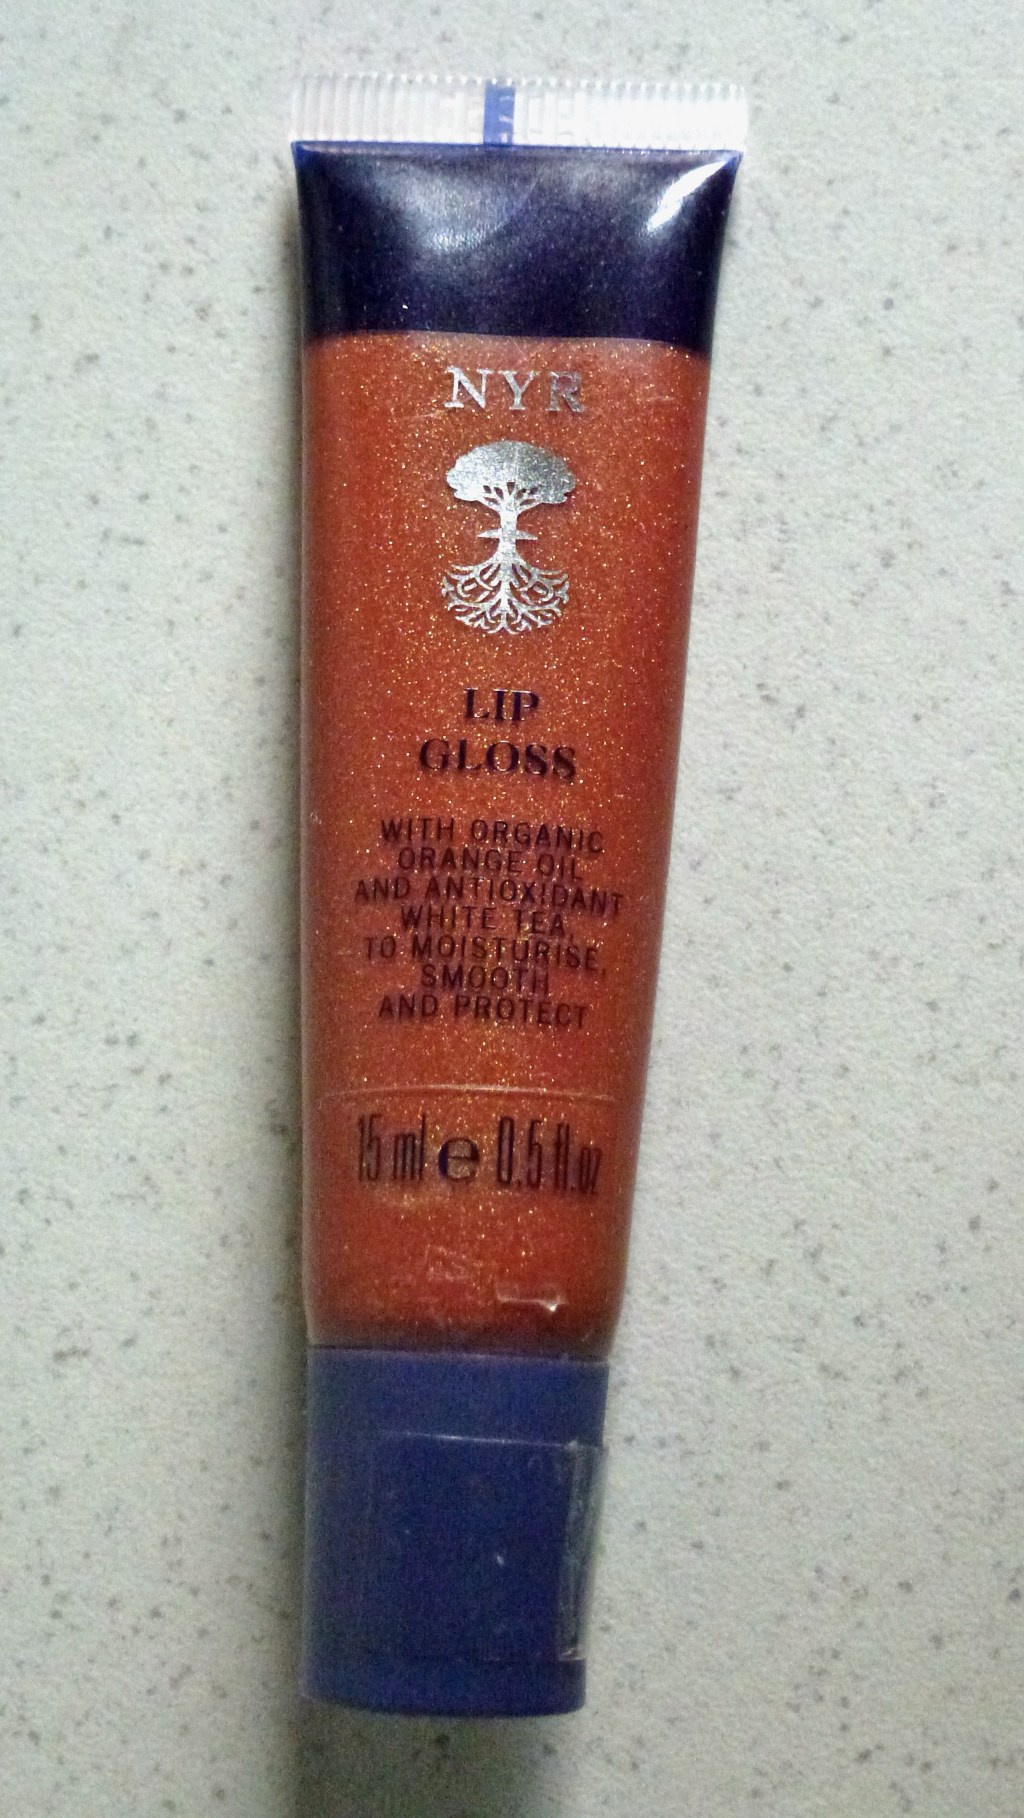 NYR
LIP
GLOSS
WITH ORGANIC
ORANGE OIL
AND ANTIOXIDANT
WHITE TEA,
TO MOISTURISE,
SMOOTH
AND PROTECT
15 ml e 0.5 fl.oz